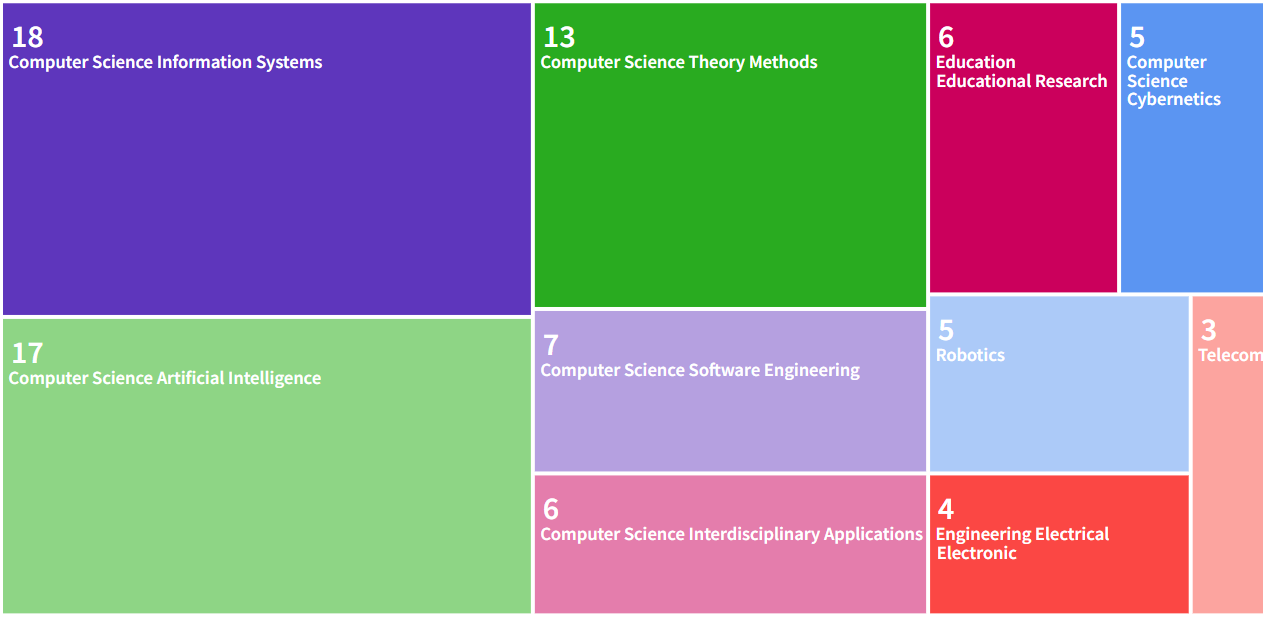 18
Computer Science Information Systems
17
Computer Science Artificial Intelligence
13
Computer Science Theory Methods
7
Computer Science Software Engineering
6
Computer Science Interdisciplinary Applications
6
Education
Educational Research
5
Computer
Science
Cybernetics
5
Robotics
4
Engineering Electrical
Electronic
3
Telecom